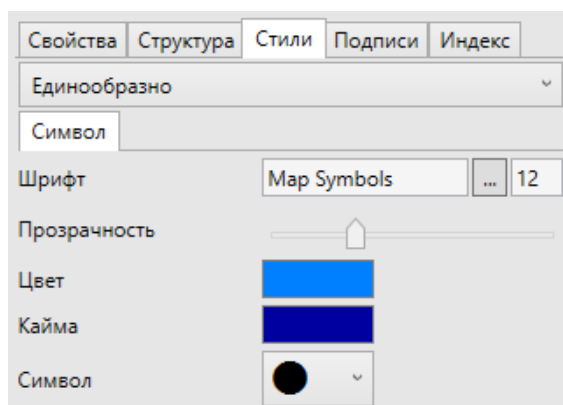 Свойства Структура Стили Подписи Индекс
Единообразно
Символ
Шрифт Map Symbols ... 12
Прозрачность
Цвет
Кайма
Символ